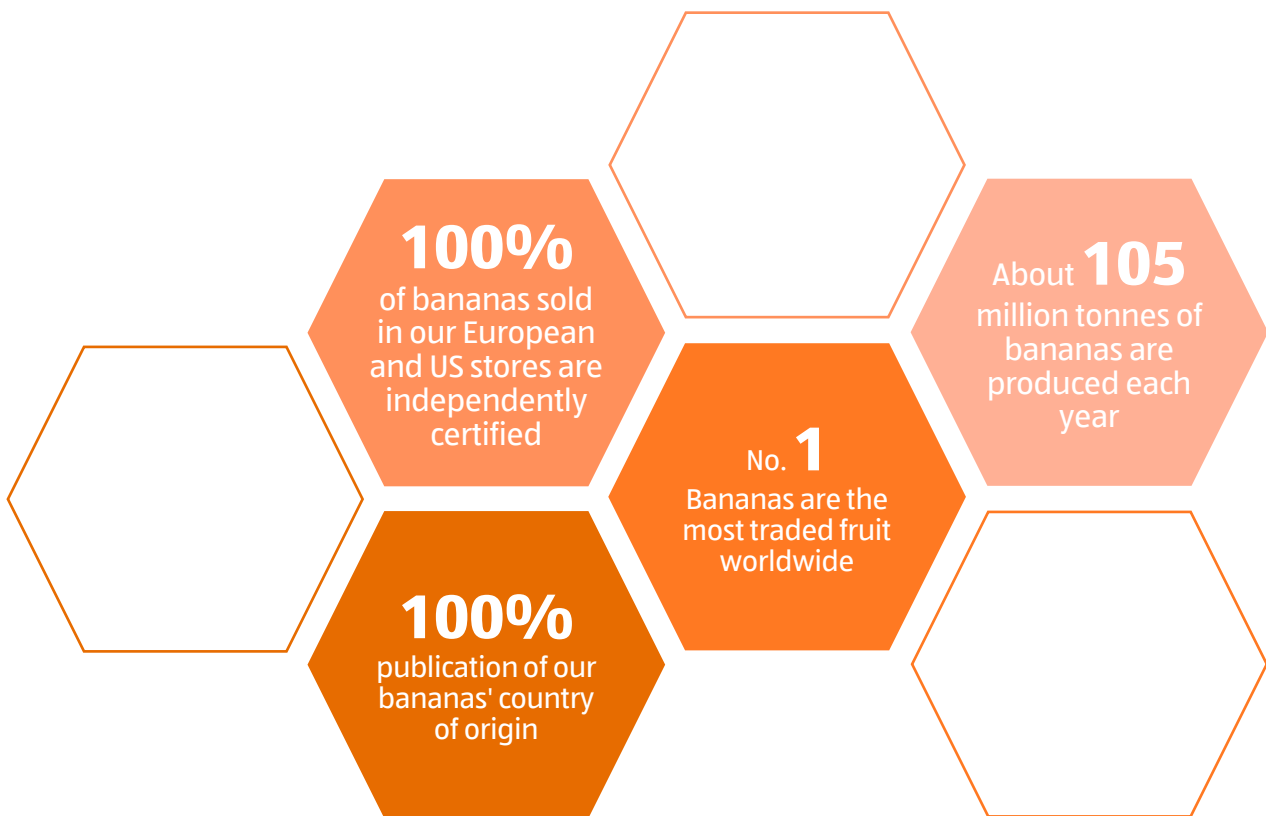 100%
of bananas sold
in our European
and US stores are
independently
certified
About 105
million tonnes of
bananas are
produced each
year
No. 1
Bananas are the
most traded fruit
worldwide
100%
publication of our
bananas' country
of origin